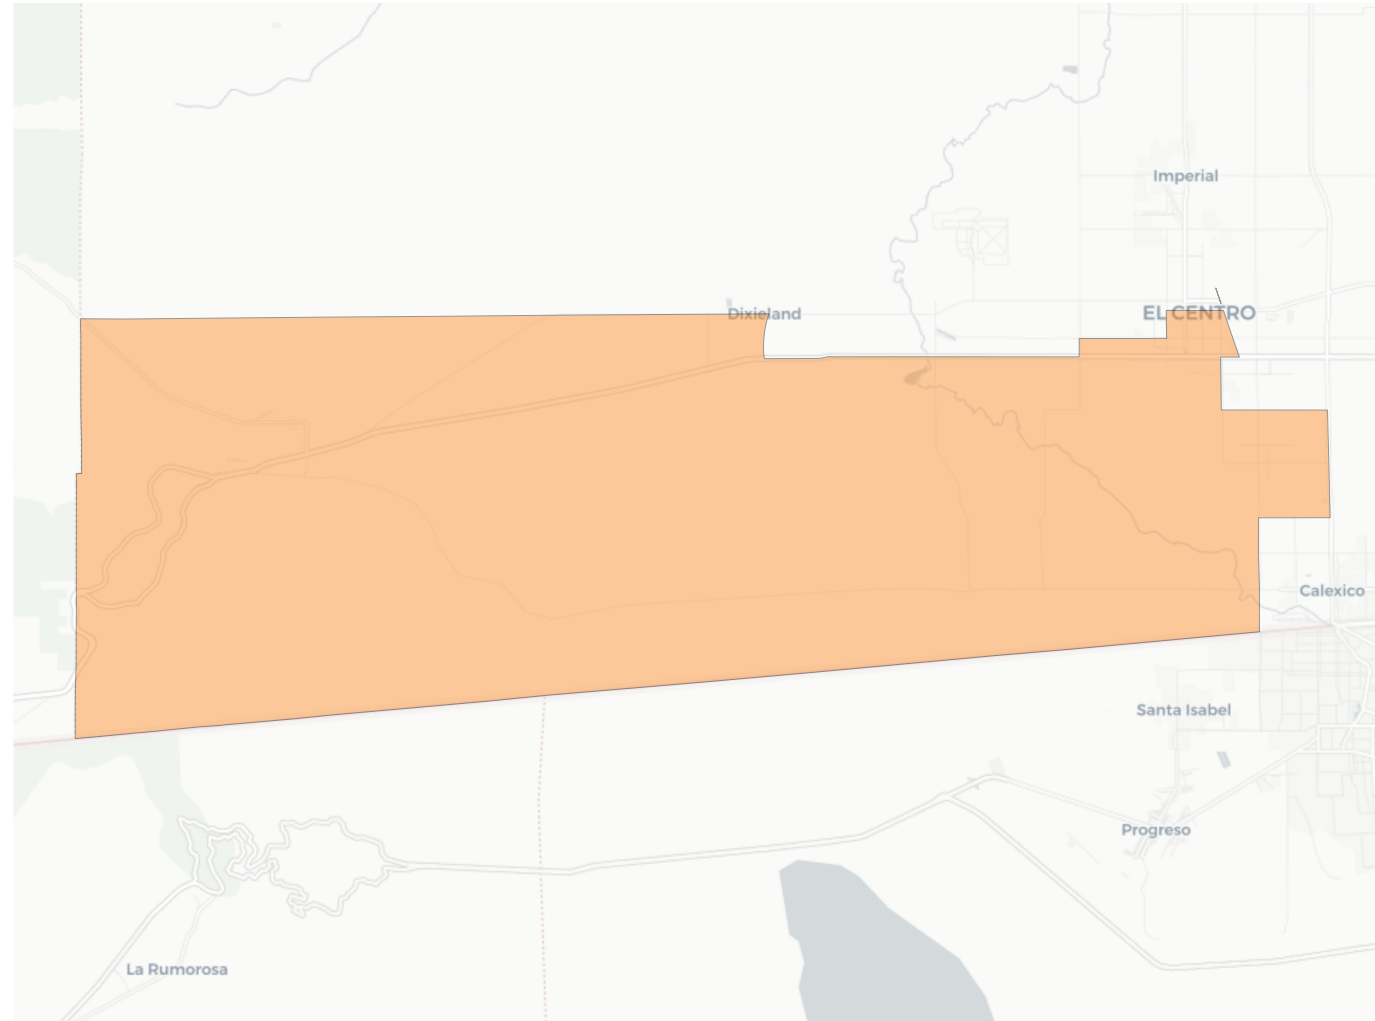 Imperial
Dixieland
EL CENTRO
Calexico
Santa Isabel
Progreso
La Rumorosa